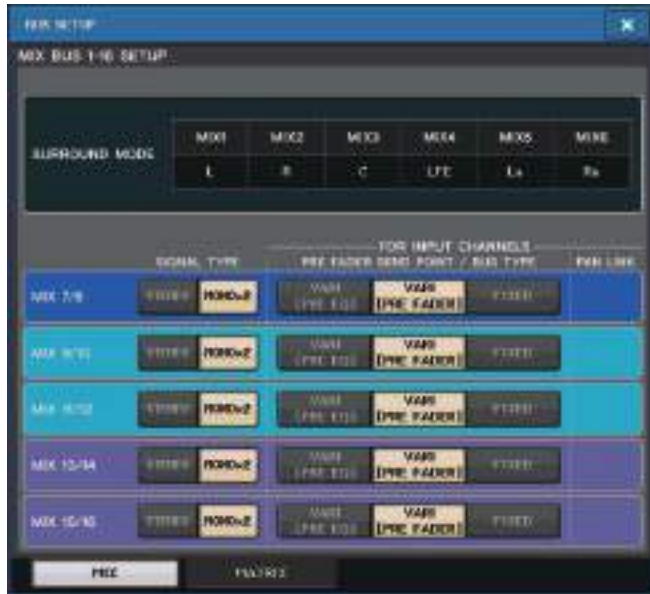 BUS SETUP
MIX BUS 1-16 SETUP
SURROUND MODE
MIX1 MIX2 MIX3 MIX4 MIX5 MIX6
L R C LFE Ls Rs
FOR INPUT CHANNELS
SIGNAL TYPE PRE FADER SEND POINT / BUS TYPE PAN LINK
MIX 7/8 STEREO MONOx2 VARI [PRE EQ] VARI [PRE FADER] FIXED
MIX 9/10 STEREO MONOx2 VARI [PRE EQ] VARI [PRE FADER] FIXED
MIX 11/12 STEREO MONOx2 VARI [PRE EQ] VARI [PRE FADER] FIXED
MIX 13/14 STEREO MONOx2 VARI [PRE EQ] VARI [PRE FADER] FIXED
MIX 15/16 STEREO MONOx2 VARI [PRE EQ] VARI [PRE FADER] FIXED
MIX MATRIX